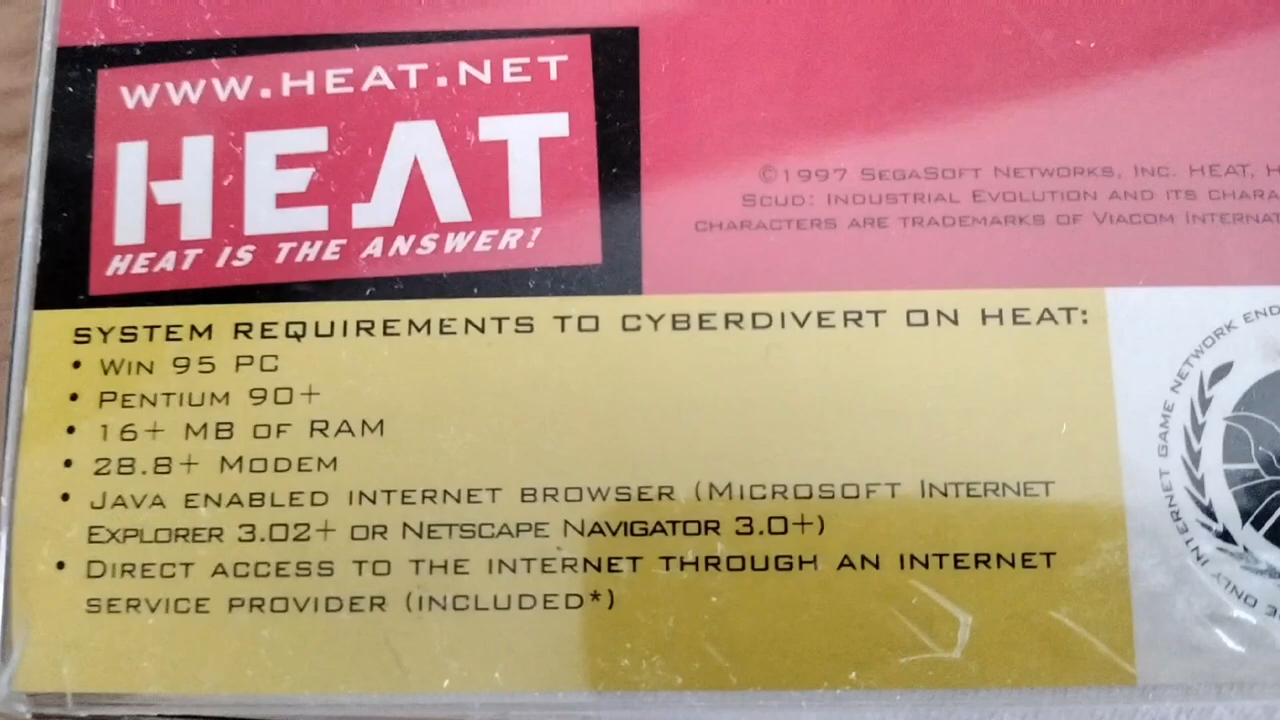 WWW.HEAT.NET
HEAT
HEAT IS THE ANSWER!
©1997 SEGASOFT NETWORKS, INC. HEAT,
SCUD: INDUSTRIAL EVOLUTION AND ITS
CHARACTERS ARE TRADEMARKS OF VIACOM
SYSTEM REQUIREMENTS TO CYBERDIVERT ON HEAT:
• WIN 95 PC
• PENTIUM 90+
• 16+ MB OF RAM
• 28.8+ MODEM
• JAVA ENABLED INTERNET BROWSER (MICROSOFT INTERNET
EXPLORER 3.02+ OR NETSCAPE NAVIGATOR 3.0+)
• DIRECT ACCESS TO THE INTERNET THROUGH AN INTERNET
SERVICE PROVIDER (INCLUDED*)
ONLY INTERNET GAME NETWORK